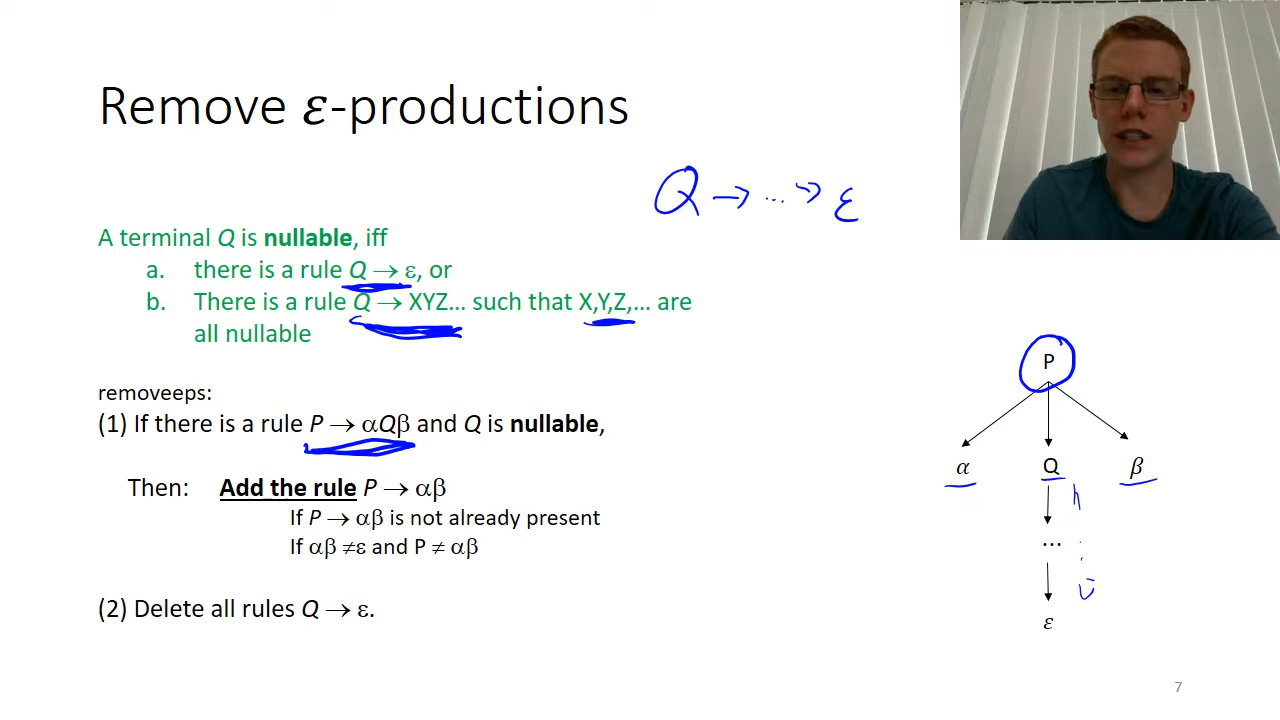 Remove ε-productions
Q → ... → ε
A terminal Q is nullable, iff
a. there is a rule Q → ε, or
b. There is a rule Q → XYZ... such that X,Y,Z,... are
all nullable
removeeps:
(1) If there is a rule P → αQβ and Q is nullable,
Then: Add the rule P → αβ
If P → αβ is not already present
If αβ ≠ε and P ≠ αβ
(2) Delete all rules Q → ε.
P
α Q β
...
ε
7